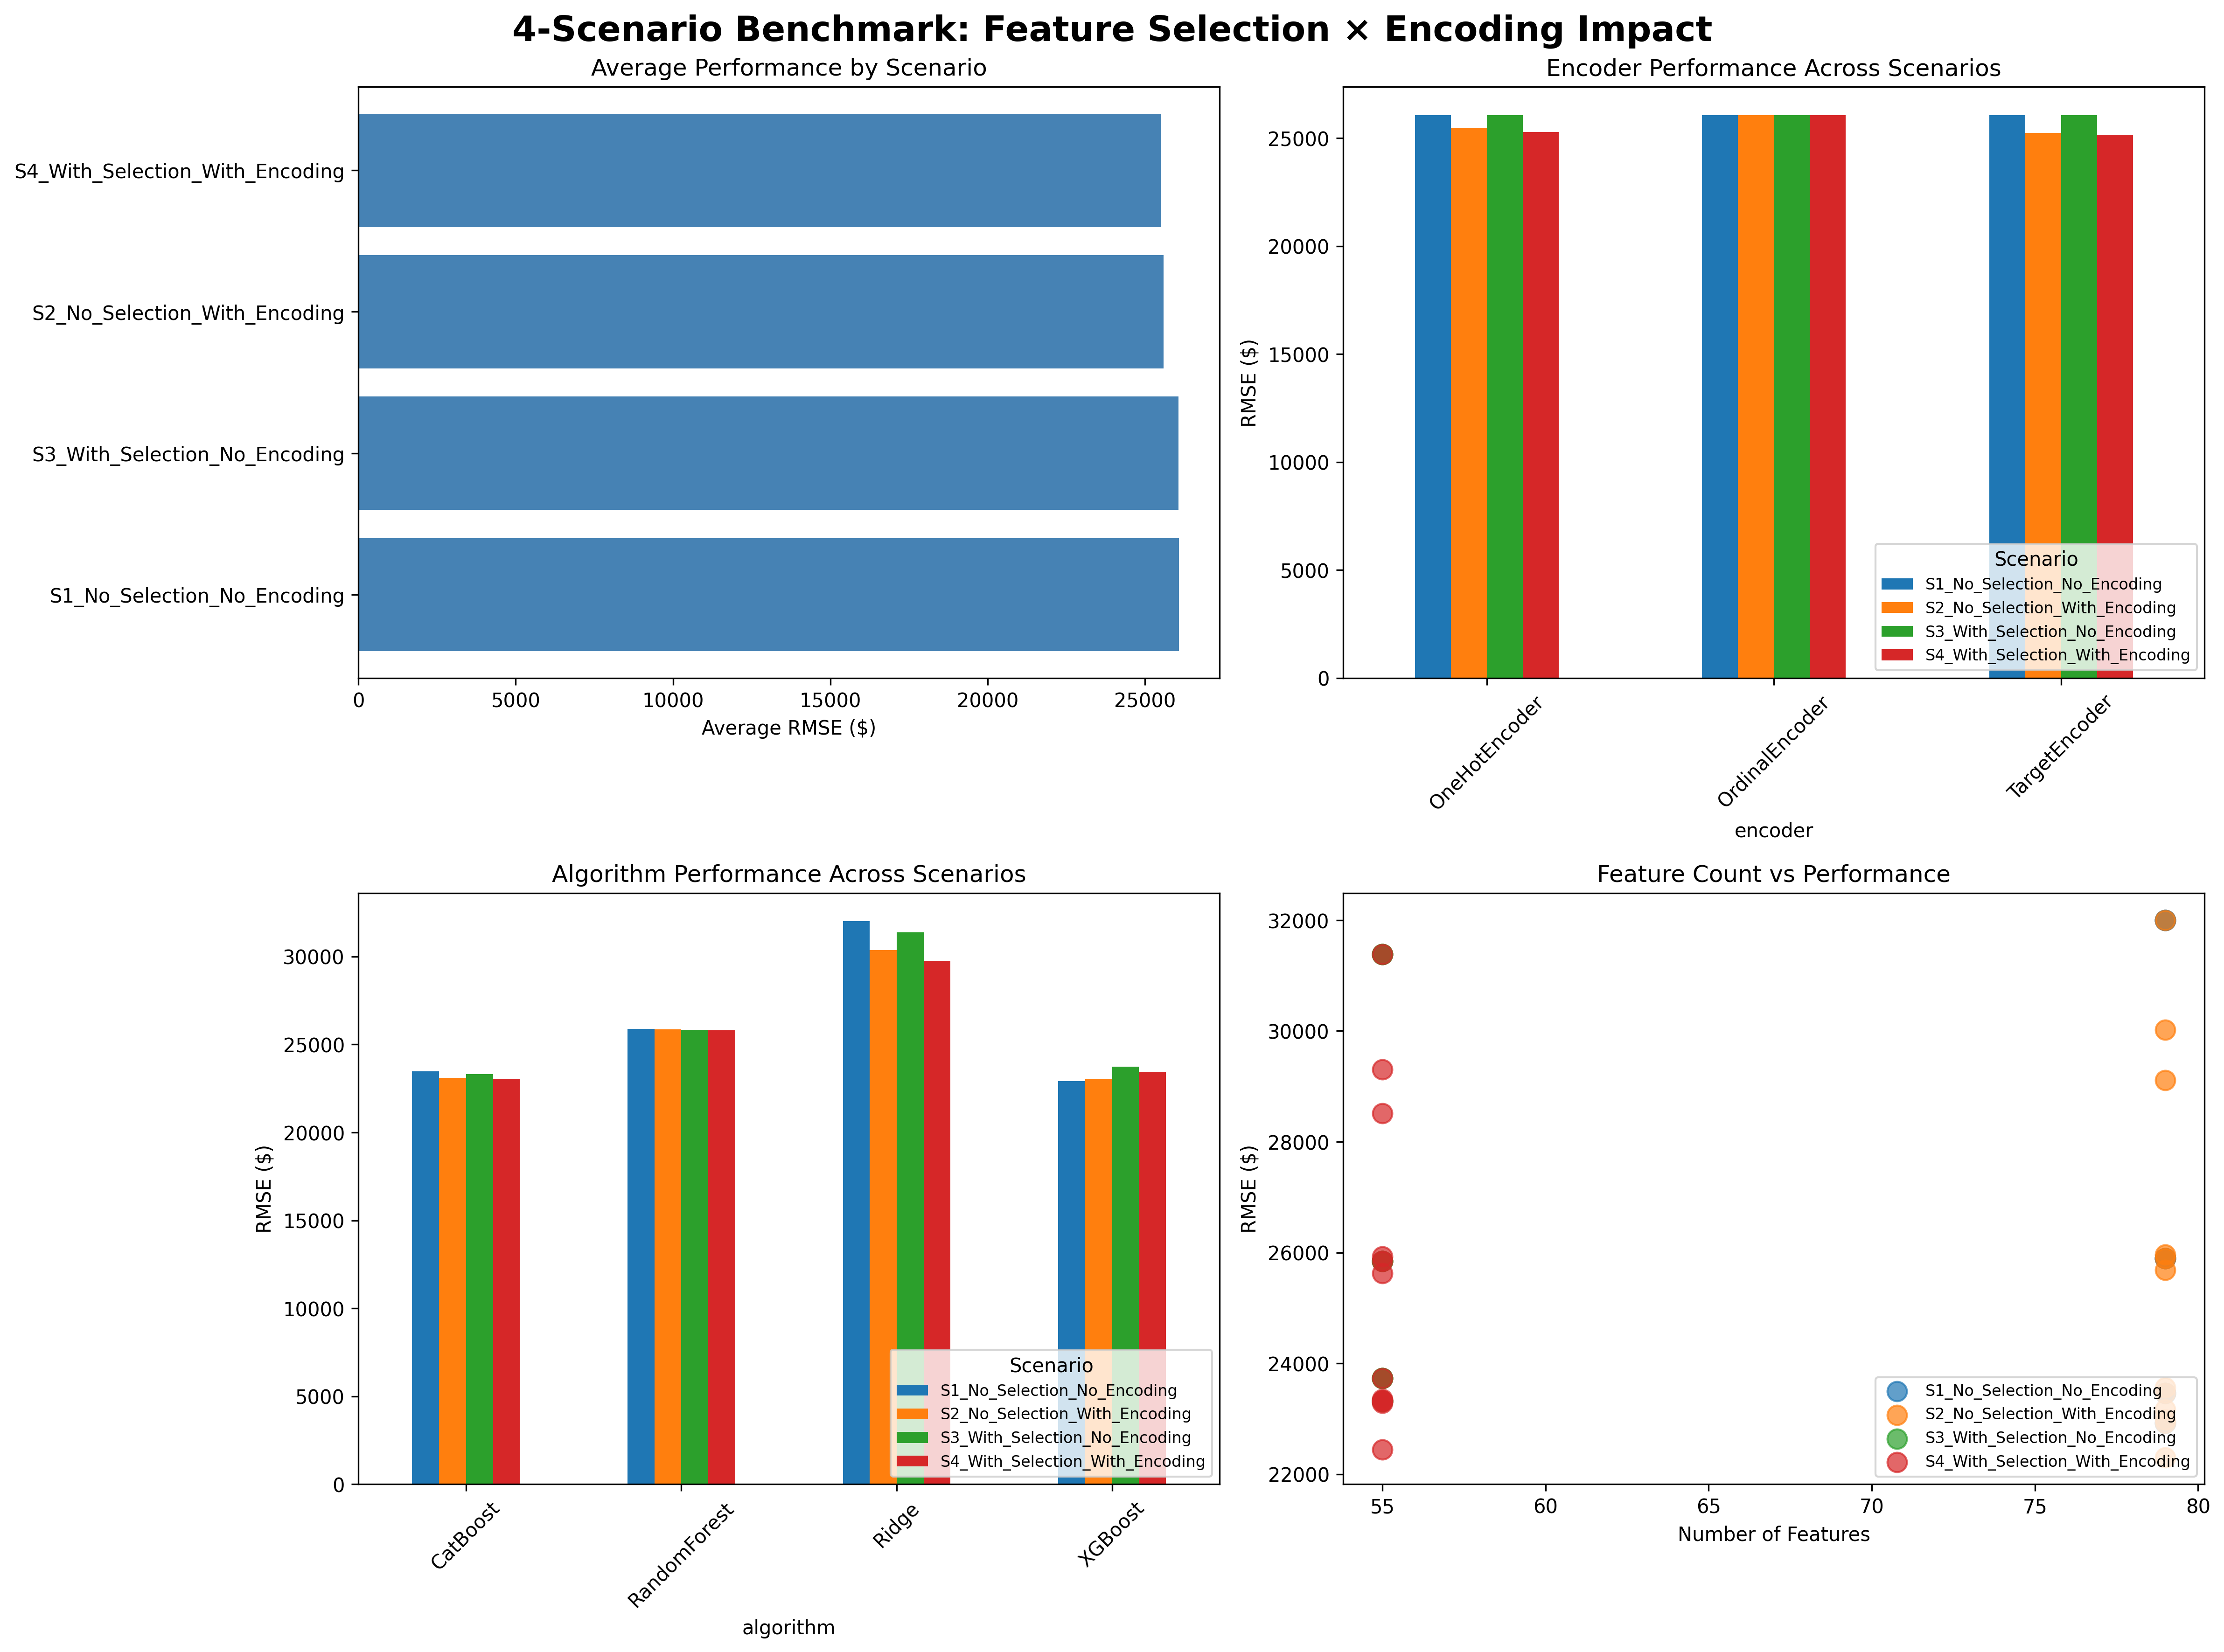 4-Scenario Benchmark: Feature Selection × Encoding Impact
Average Performance by Scenario
S4_With_Selection_With_Encoding
S2_No_Selection_With_Encoding
S3_With_Selection_No_Encoding
S1_No_Selection_No_Encoding
0 5000 10000 15000 20000 25000
Average RMSE ($)
Encoder Performance Across Scenarios
RMSE ($)
25000
20000
15000
10000
5000
0
Scenario
S1_No_Selection_No_Encoding
S2_No_Selection_With_Encoding
S3_With_Selection_No_Encoding
S4_With_Selection_With_Encoding
OneHotEncoder
OrdinalEncoder
TargetEncoder
encoder
Algorithm Performance Across Scenarios
RMSE ($)
30000
25000
20000
15000
10000
5000
0
Scenario
S1_No_Selection_No_Encoding
S2_No_Selection_With_Encoding
S3_With_Selection_No_Encoding
S4_With_Selection_With_Encoding
CatBoost
RandomForest
Ridge
XGBoost
algorithm
Feature Count vs Performance
RMSE ($)
32000
30000
28000
26000
24000
22000
S1_No_Selection_No_Encoding
S2_No_Selection_With_Encoding
S3_With_Selection_No_Encoding
S4_With_Selection_With_Encoding
55 60 65 70 75 80
Number of Features